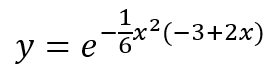 $y = e^{-\frac{1}{6}x^2(-3+2x)}$